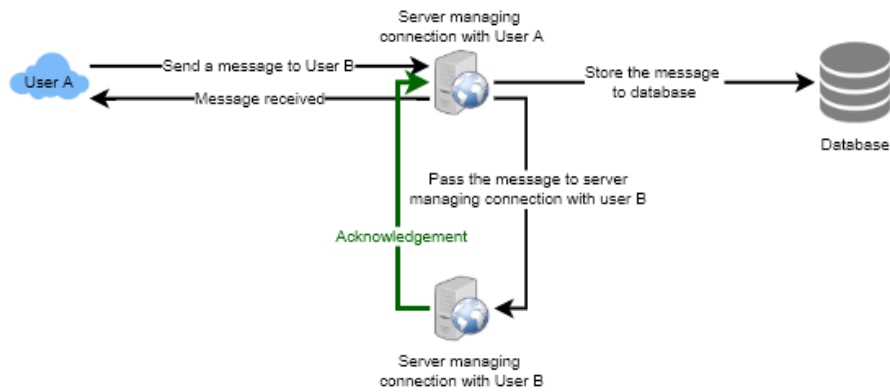 Server managing
connection with User A
User A
Send a message to User B
Message received
Store the message
to database
Database
Pass the message to server
managing connection with user B
Acknowledgement
Server managing
connection with User B